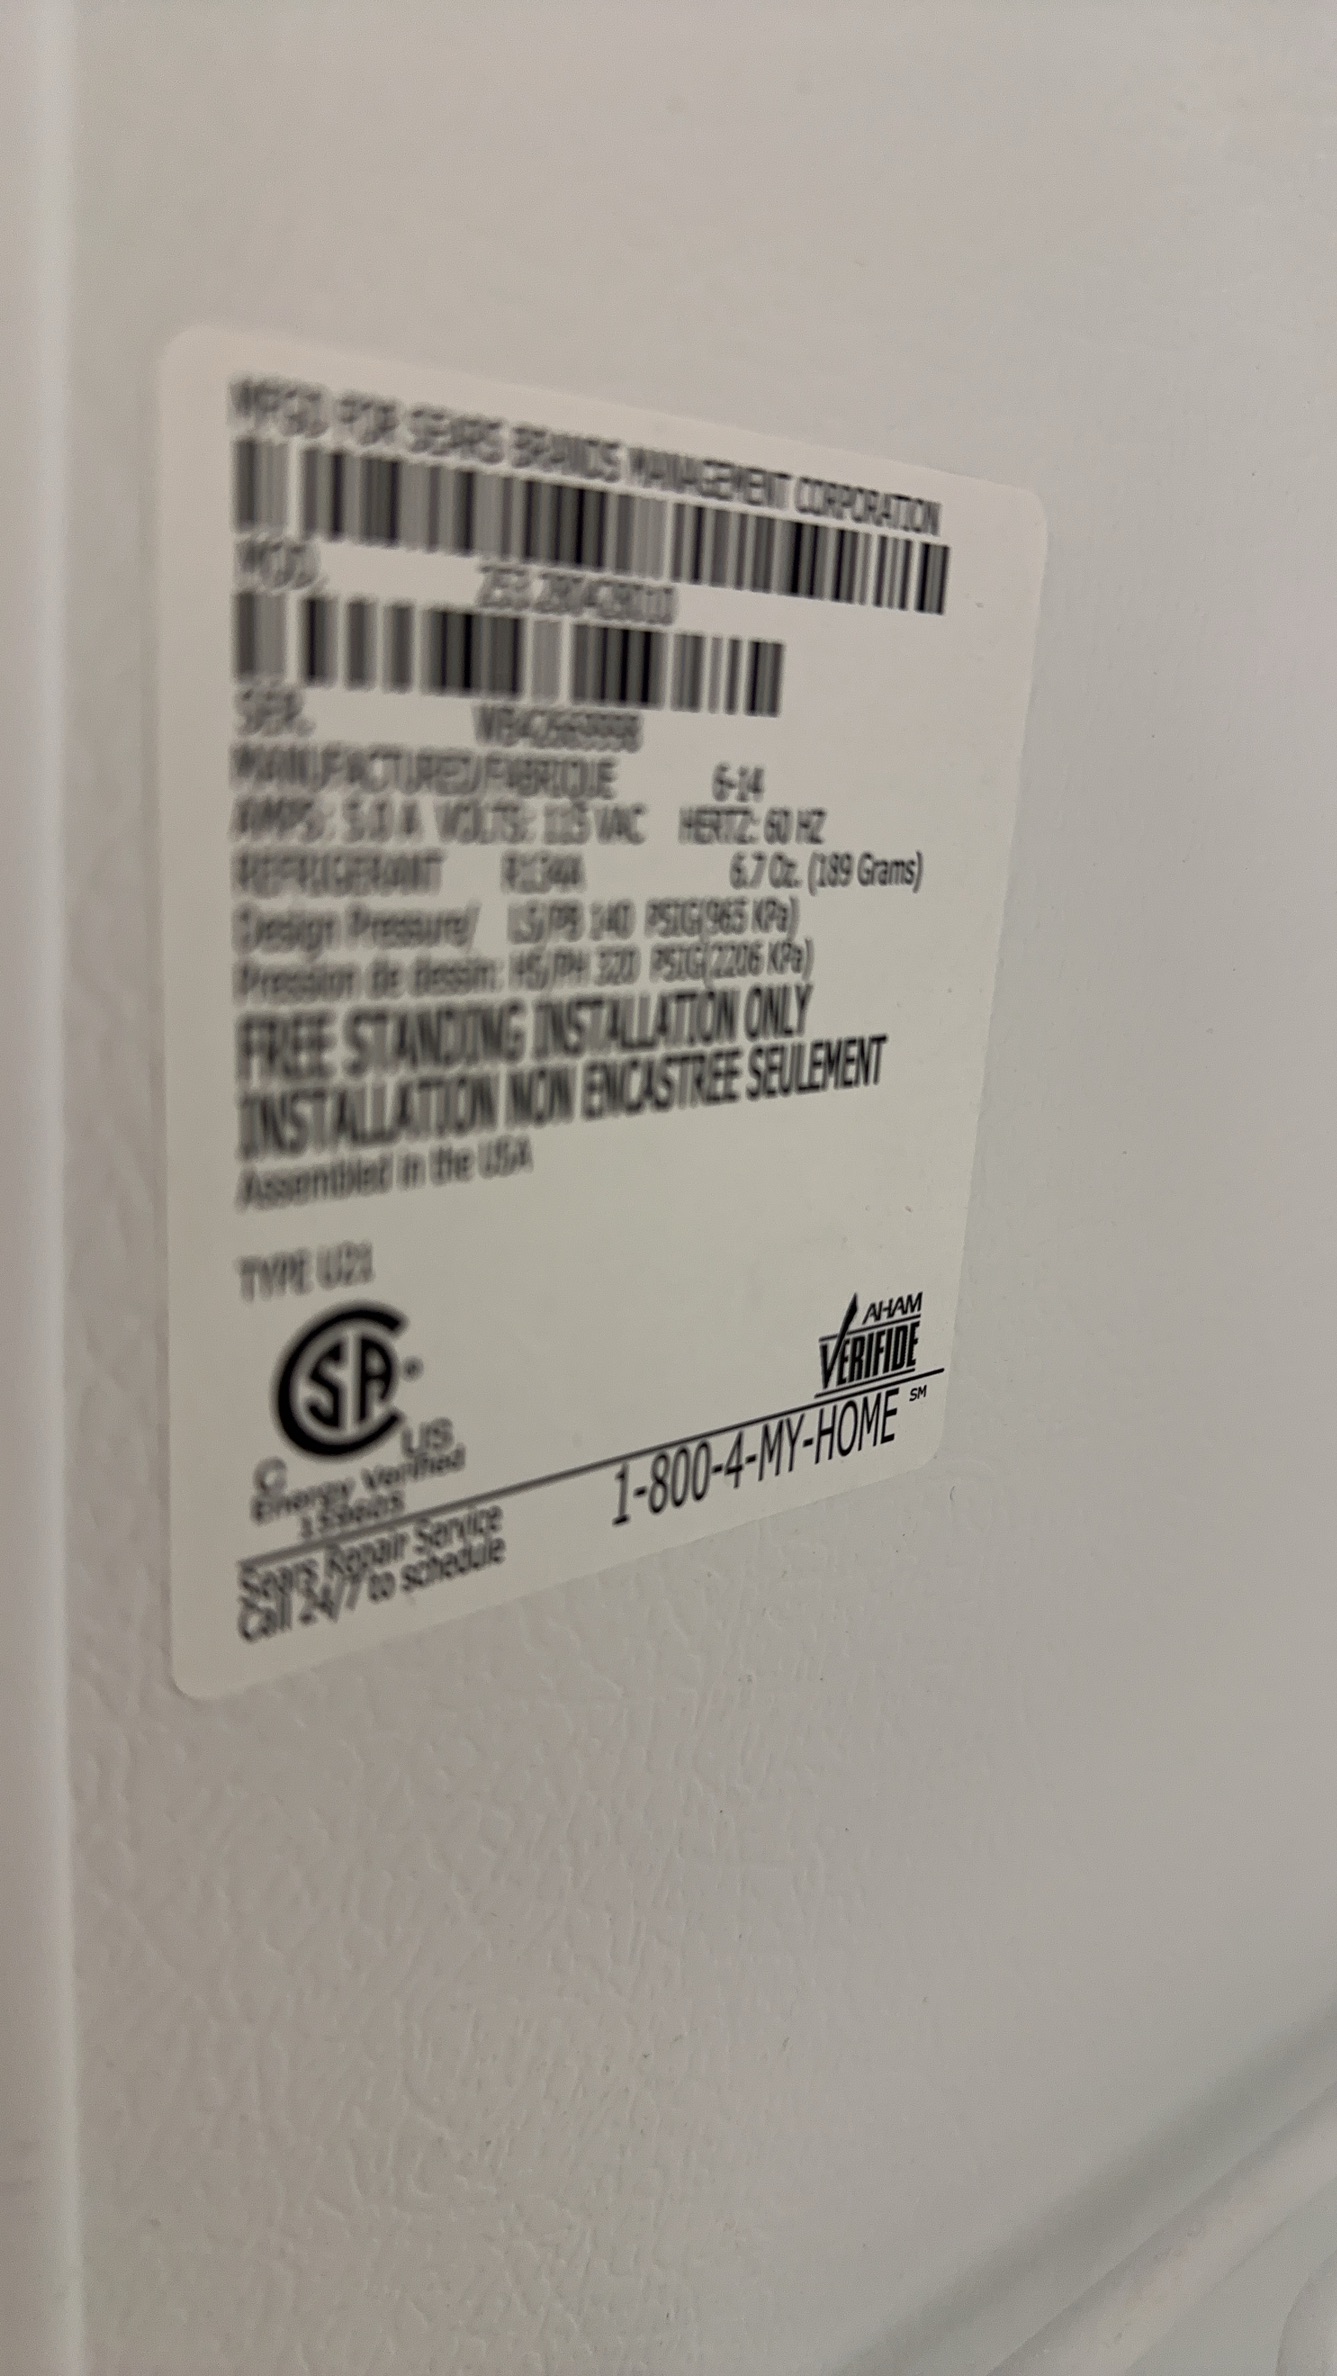 MFGD FOR SEARS BRANDS MANAGEMENT CORPORATION
MOD.
SER.
MANUFACTURED/FABRIQUE 6-14
AMPS: 5.0 A VOLTS: 115 VAC HERTZ: 60 HZ
REFRIGERANT R134A 6.7 Oz. (189 Grams)
Design Pressure/ LS/PB 140 PSIG(965 KPa)
Pression de dessin: HS/PH 320 PSIG(2206 KPa)
FREE STANDING INSTALLATION ONLY
INSTALLATION NON ENCASTREE SEULEMENT
Assembled in the USA
TYPE U21
AHAM
VERIFIDE
SA®
C US
Energy Verified
SM
1-800-4-MY-HOME
Sears Repair Service
Call 24/7 to schedule